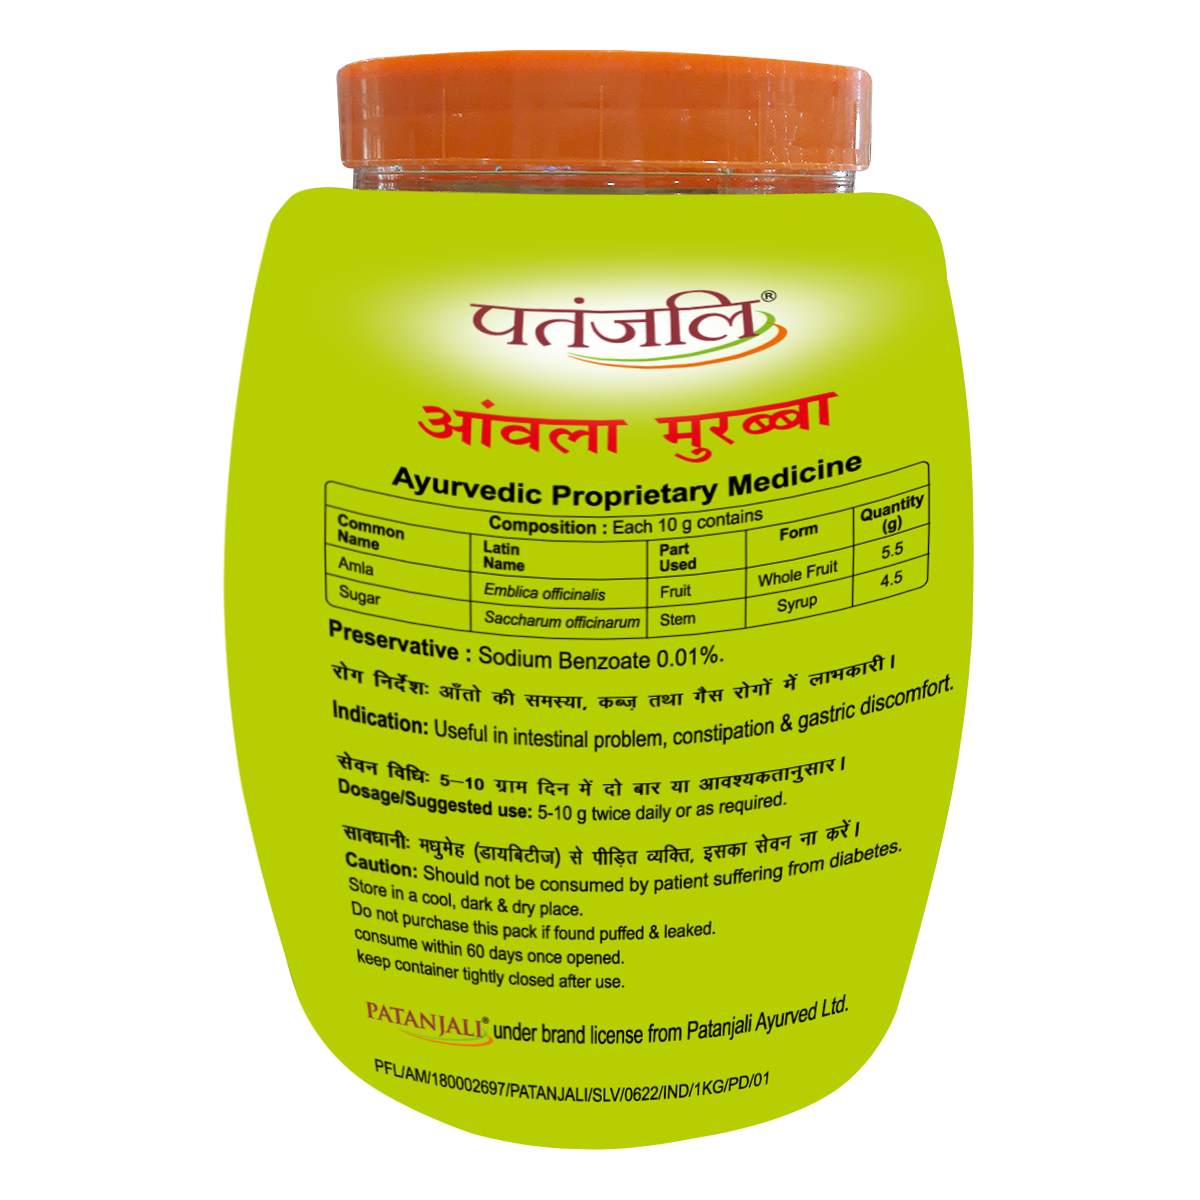 पतंजलि®
आंवला मुरब्बा
Ayurvedic Proprietary Medicine
Composition : Each 10 g contains
Common Name Latin Name Part Used Form Quantity (g)
Amla Emblica officinalis Fruit Whole Fruit 5.5
Sugar Saccharum officinarum Stem Syrup 4.5
Preservative : Sodium Benzoate 0.01%.
रोग निर्देशः आँतो की समस्या, कब्ज़ तथा गैस रोगों में लाभकारी।
Indication: Useful in intestinal problem, constipation & gastric discomfort.
सेवन विधिः 5–10 ग्राम दिन में दो बार या आवश्यकतानुसार।
Dosage/Suggested use: 5-10 g twice daily or as required.
सावधानीः मधुमेह (डायबिटीज) से पीड़ित व्यक्ति, इसका सेवन ना करें।
Caution: Should not be consumed by patient suffering from diabetes.
Store in a cool, dark & dry place.
Do not purchase this pack if found puffed & leaked.
consume within 60 days once opened.
keep container tightly closed after use.
PATANJALI® under brand license from Patanjali Ayurved Ltd.
PFL/AM/180002697/PATANJALI/SLV/0622/IND/1KG/PD/01